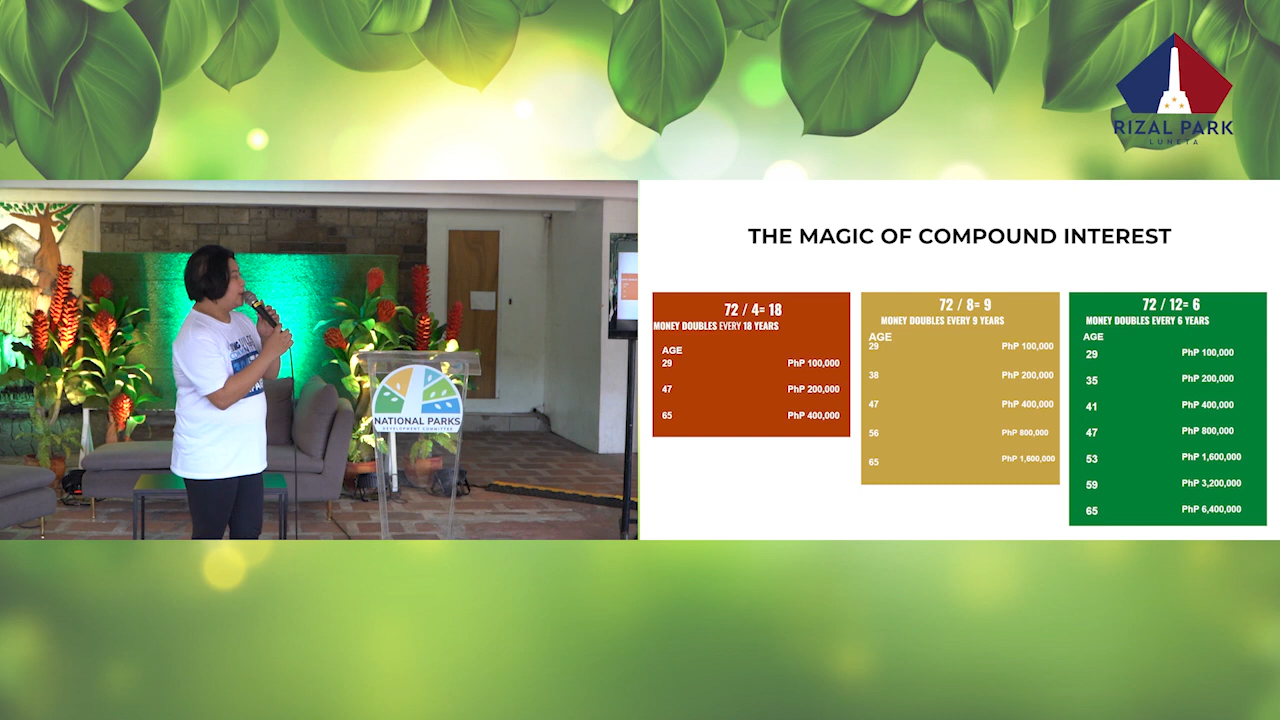 RIZAL PARK
LUNETA
THE MAGIC OF COMPOUND INTEREST
72 / 4= 18
MONEY DOUBLES EVERY 18 YEARS
AGE
29 PhP 100,000
47 PhP 200,000
65 PhP 400,000
72 / 8= 9
MONEY DOUBLES EVERY 9 YEARS
AGE
29 PhP 100,000
38 PhP 200,000
47 PhP 400,000
56 PhP 800,000
65 PhP 1,600,000
72 / 12= 6
MONEY DOUBLES EVERY 6 YEARS
AGE
29 PhP 100,000
35 PhP 200,000
41 PhP 400,000
47 PhP 800,000
53 PhP 1,600,000
59 PhP 3,200,000
65 PhP 6,400,000
NATIONAL PARKS
DEVELOPMENT COMMITTEE